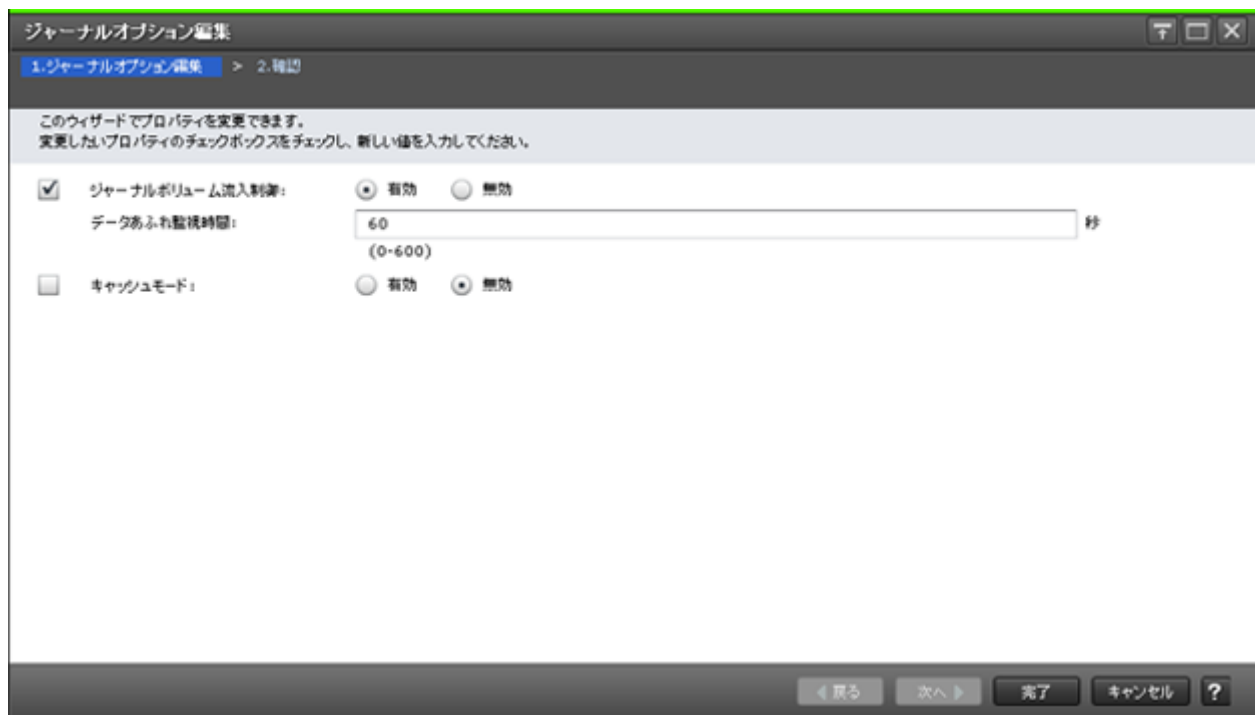 ジャーナルオプション編集
1.ジャーナルオプション編集 > 2.確認
このウィザードでプロパティを変更できます。
変更したいプロパティのチェックボックスをチェックし、新しい値を入力してください。
ジャーナルボリューム流入制御: 有効 無効
データあふれ監視時間: 60 秒
(0-600)
キャッシュモード: 有効 無効
戻る 次へ 完了 キャンセル ?